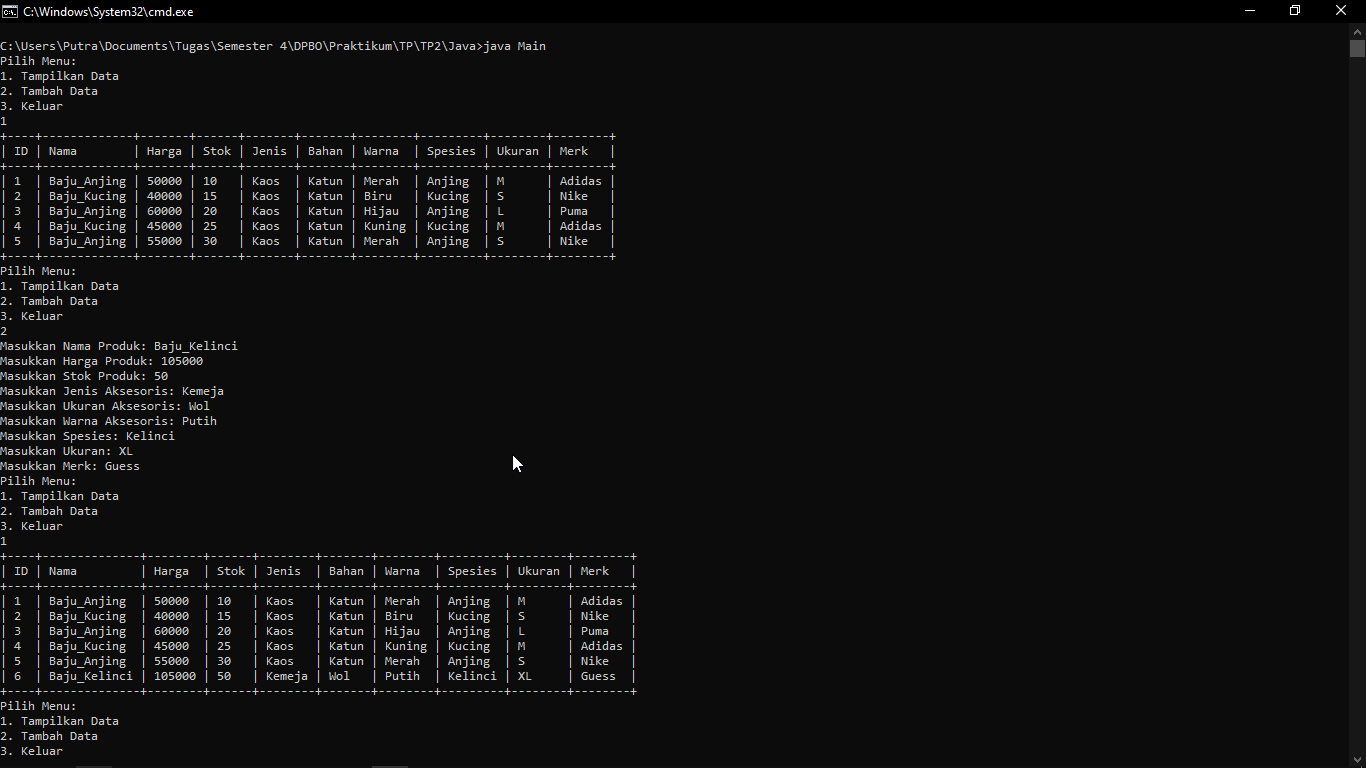 C:\Windows\System32\cmd.exe
C:\Users\Putra\Documents\Tugas\Semester 4\DPBO\Praktikum\TP\TP2\Java>java Main
Pilih Menu:
1. Tampilkan Data
2. Tambah Data
3. Keluar
1
+----+-------------+-------+------+-------+-------+--------+---------+--------+--------+
| ID | Nama        | Harga | Stok | Jenis | Bahan | Warna  | Spesies | Ukuran | Merk   |
+----+-------------+-------+------+-------+-------+--------+---------+--------+--------+
| 1  | Baju_Anjing | 50000 | 10   | Kaos  | Katun | Merah  | Anjing  | M      | Adidas |
| 2  | Baju_Kucing | 40000 | 15   | Kaos  | Katun | Biru   | Kucing  | S      | Nike   |
| 3  | Baju_Anjing | 60000 | 20   | Kaos  | Katun | Hijau  | Anjing  | L      | Puma   |
| 4  | Baju_Kucing | 45000 | 25   | Kaos  | Katun | Kuning | Kucing  | M      | Adidas |
| 5  | Baju_Anjing | 55000 | 30   | Kaos  | Katun | Merah  | Anjing  | S      | Nike   |
+----+-------------+-------+------+-------+-------+--------+---------+--------+--------+
Pilih Menu:
1. Tampilkan Data
2. Tambah Data
3. Keluar
2
Masukkan Nama Produk: Baju_Kelinci
Masukkan Harga Produk: 105000
Masukkan Stok Produk: 50
Masukkan Jenis Aksesoris: Kemeja
Masukkan Ukuran Aksesoris: Wol
Masukkan Warna Aksesoris: Putih
Masukkan Spesies: Kelinci
Masukkan Ukuran: XL
Masukkan Merk: Guess
Pilih Menu:
1. Tampilkan Data
2. Tambah Data
3. Keluar
1
+----+--------------+--------+------+--------+-------+--------+---------+--------+--------+
| ID | Nama         | Harga  | Stok | Jenis  | Bahan | Warna  | Spesies | Ukuran | Merk   |
+----+--------------+--------+------+--------+-------+--------+---------+--------+--------+
| 1  | Baju_Anjing  | 50000  | 10   | Kaos   | Katun | Merah  | Anjing  | M      | Adidas |
| 2  | Baju_Kucing  | 40000  | 15   | Kaos   | Katun | Biru   | Kucing  | S      | Nike   |
| 3  | Baju_Anjing  | 60000  | 20   | Kaos   | Katun | Hijau  | Anjing  | L      | Puma   |
| 4  | Baju_Kucing  | 45000  | 25   | Kaos   | Katun | Kuning | Kucing  | M      | Adidas |
| 5  | Baju_Anjing  | 55000  | 30   | Kaos   | Katun | Merah  | Anjing  | S      | Nike   |
| 6  | Baju_Kelinci | 105000 | 50   | Kemeja | Wol   | Putih  | Kelinci | XL     | Guess  |
+----+--------------+--------+------+--------+-------+--------+---------+--------+--------+
Pilih Menu:
1. Tampilkan Data
2. Tambah Data
3. Keluar